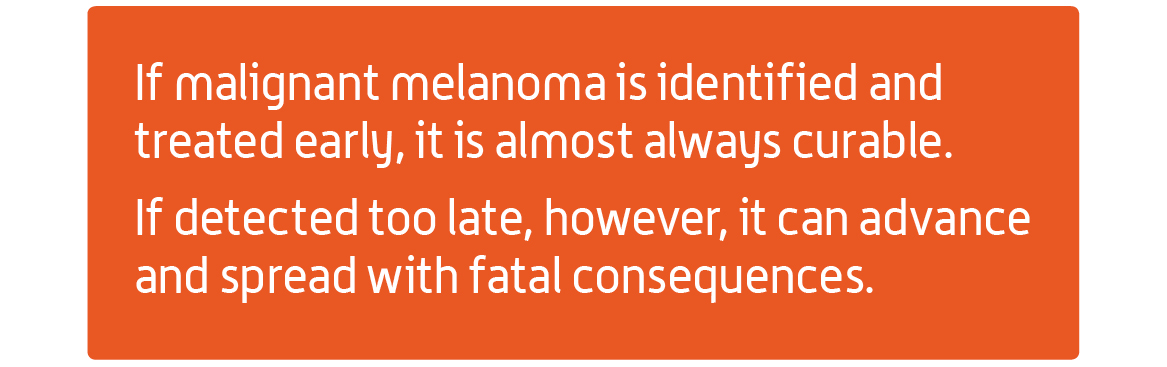 If malignant melanoma is identified and
treated early, it is almost always curable.
If detected too late, however, it can advance
and spread with fatal consequences.